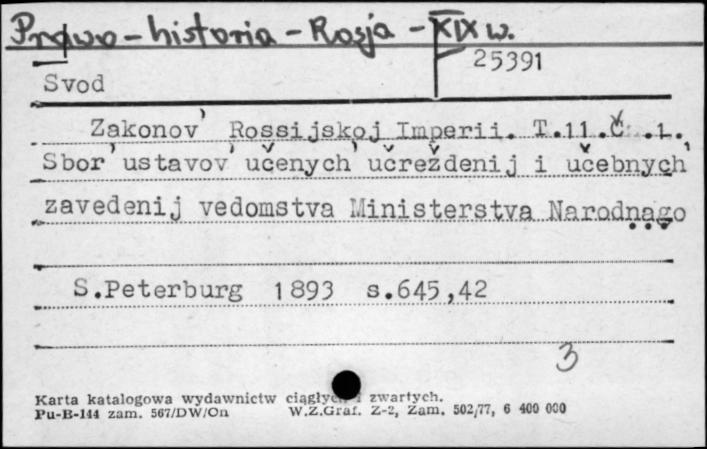 Prawo - historia - Rosja - XIX w.
25391
Svod
Zakonov' Rossijskoj Imperii. T.11 .Č .1.
Sbor'ustavov' učenych' učreždenij i učebnych'
zavedenij vedomstva Ministerstva Narodnago
...
S.Peterburg 1893 s.645,42
3
Karta katalogowa wydawnictw ciągłych i zwartych.
Pu-B-144 zam. 567/DW/On W.Z.Graf. Z-2, Zam. 502/77, 6 400 000